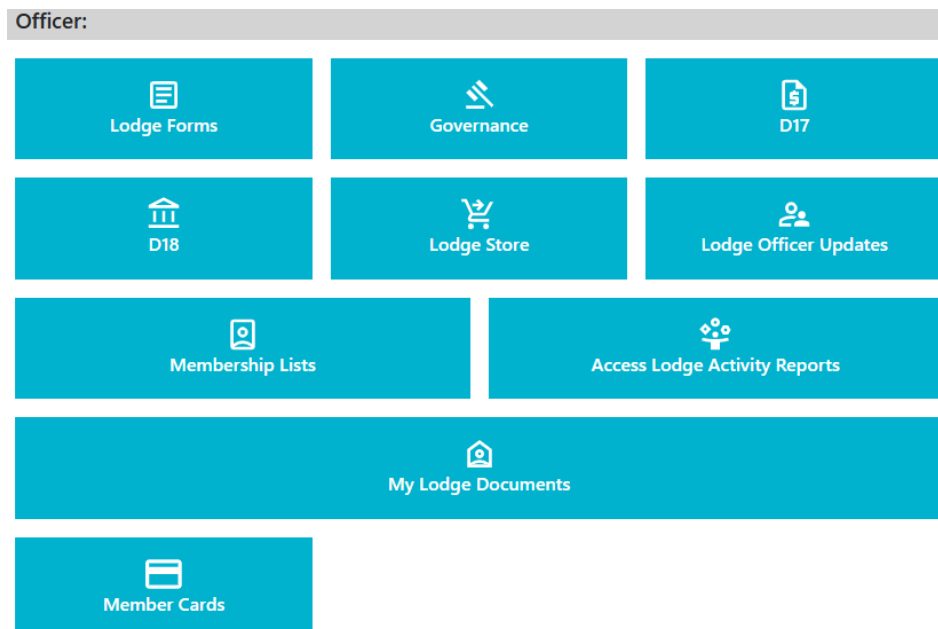 Officer:
Lodge Forms
Governance
D17
D18
Lodge Store
Lodge Officer Updates
Membership Lists
Access Lodge Activity Reports
My Lodge Documents
Member Cards